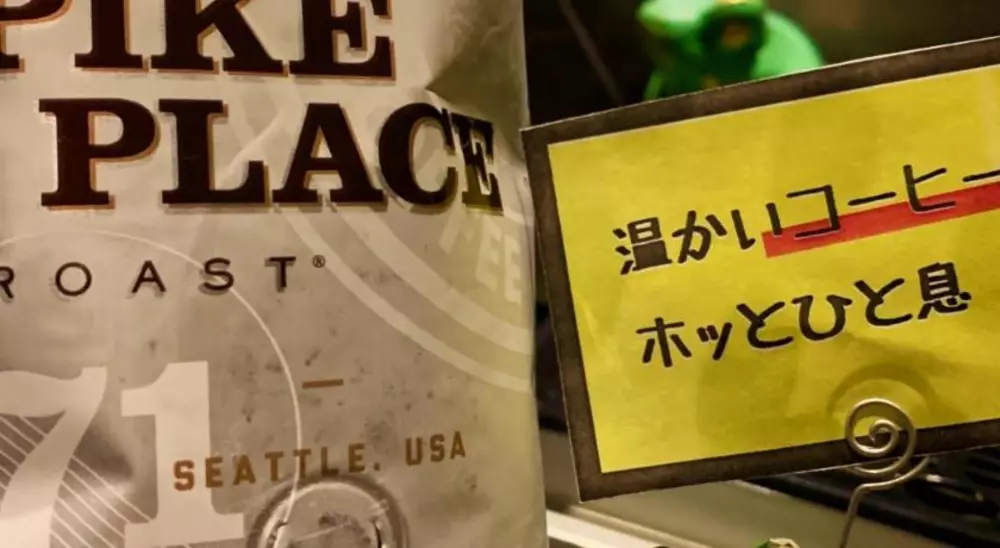 PIKE
PLACE
ROAST®
FEE
71
SEATTLE, USA
温かいコーヒー
ホッとひと息